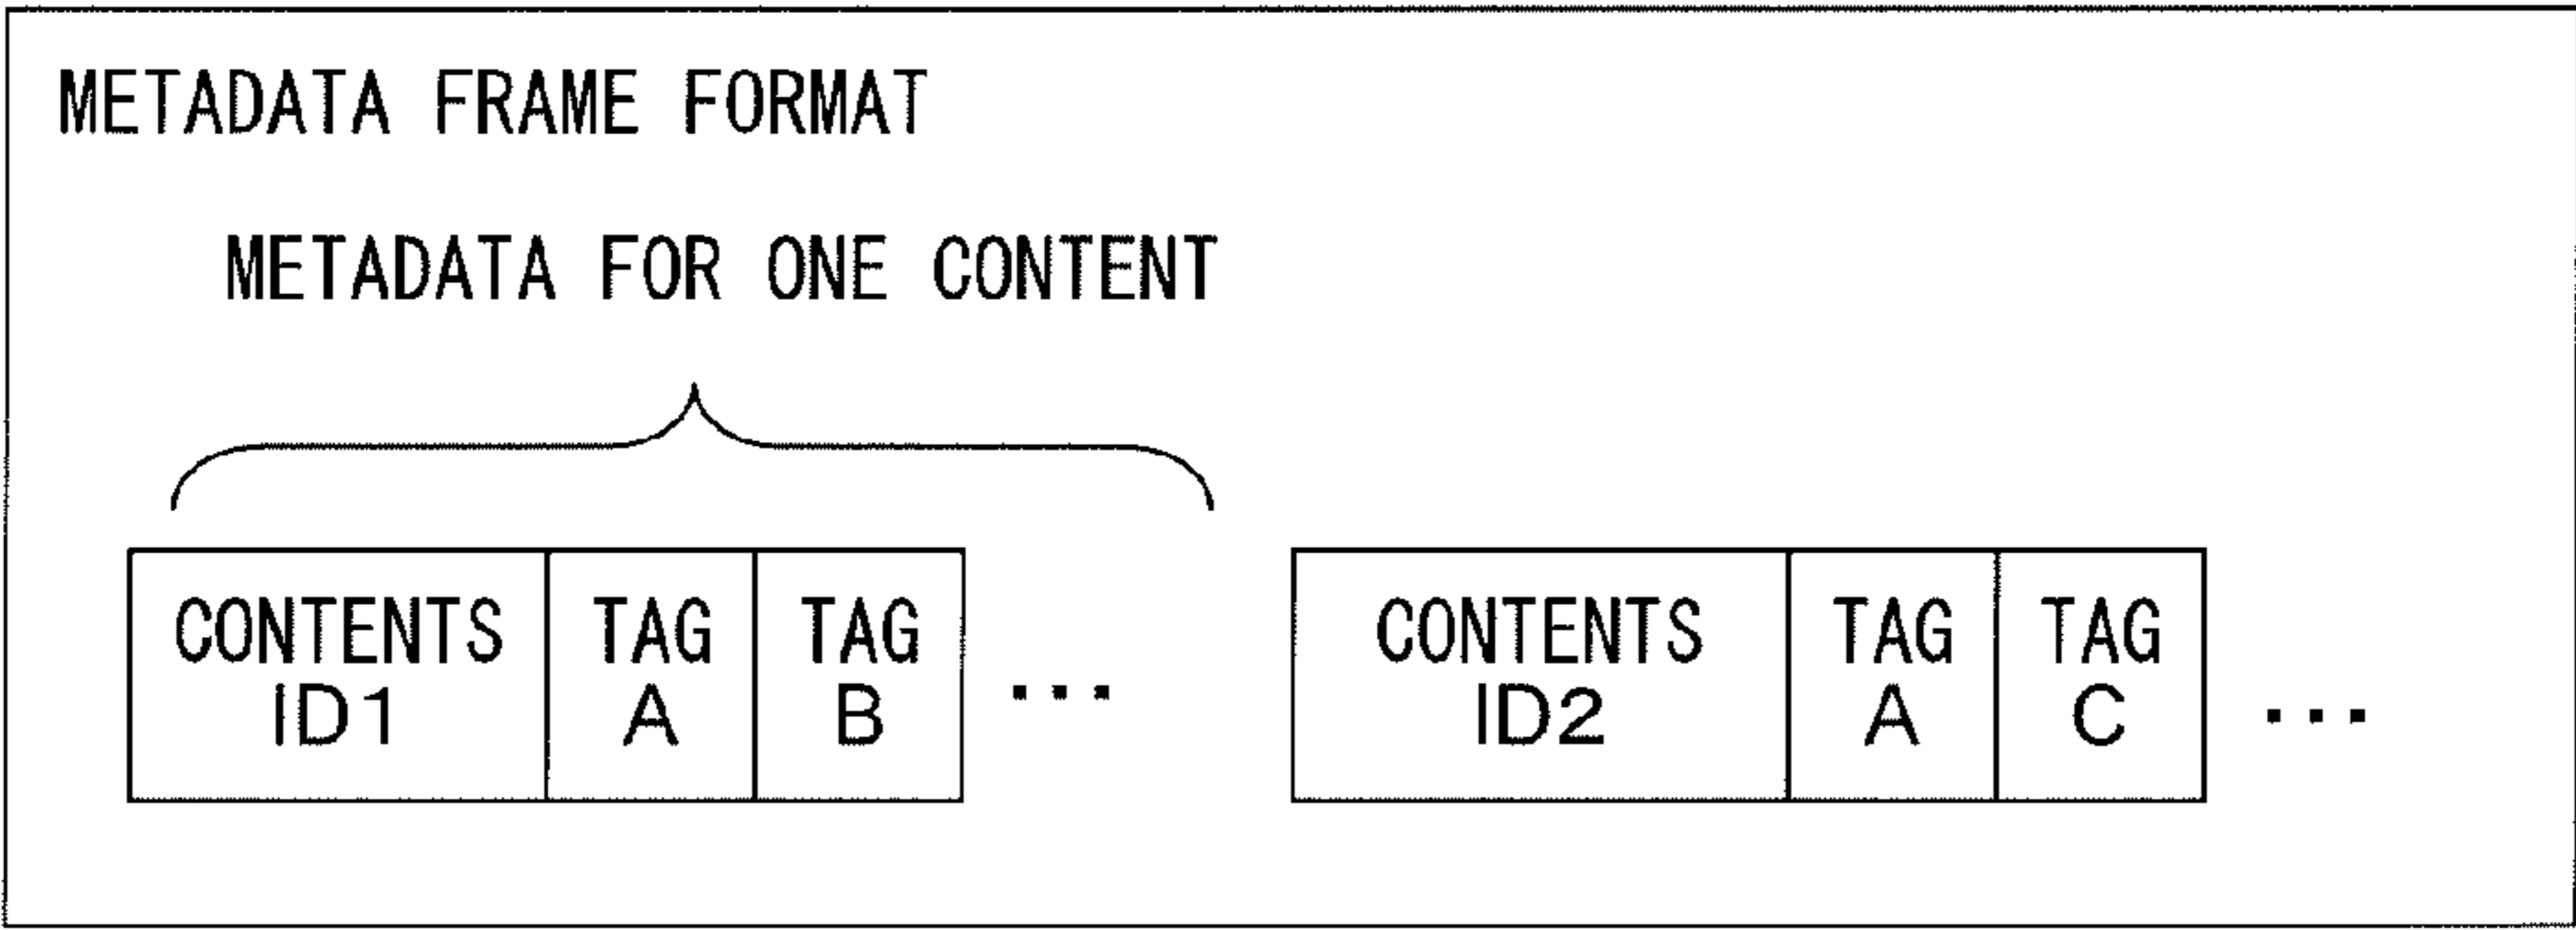 METADATA FRAME FORMAT
METADATA FOR ONE CONTENT
CONTENTS TAG TAG CONTENTS TAG TAG
ID1 A B ... ID2 A C ...